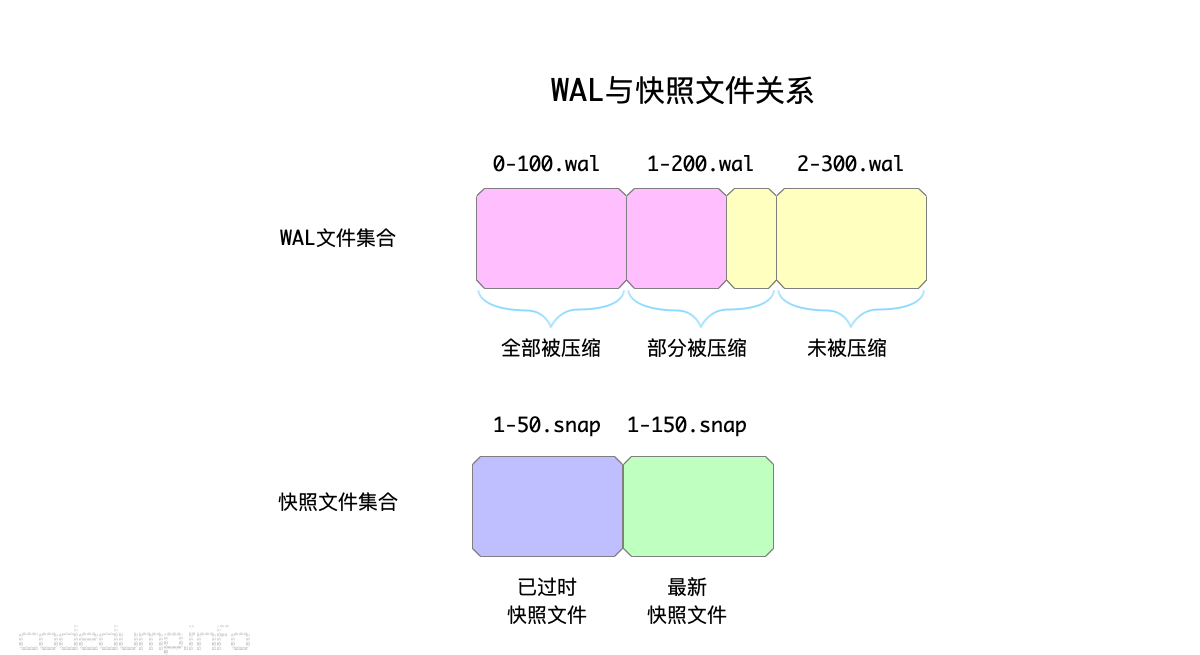 WAL与快照文件关系
0-100.wal 1-200.wal 2-300.wal
WAL文件集合
全部被压缩 部分被压缩 未被压缩
1-50.snap 1-150.snap
快照文件集合
已过时 最新
快照文件 快照文件
codedump.info